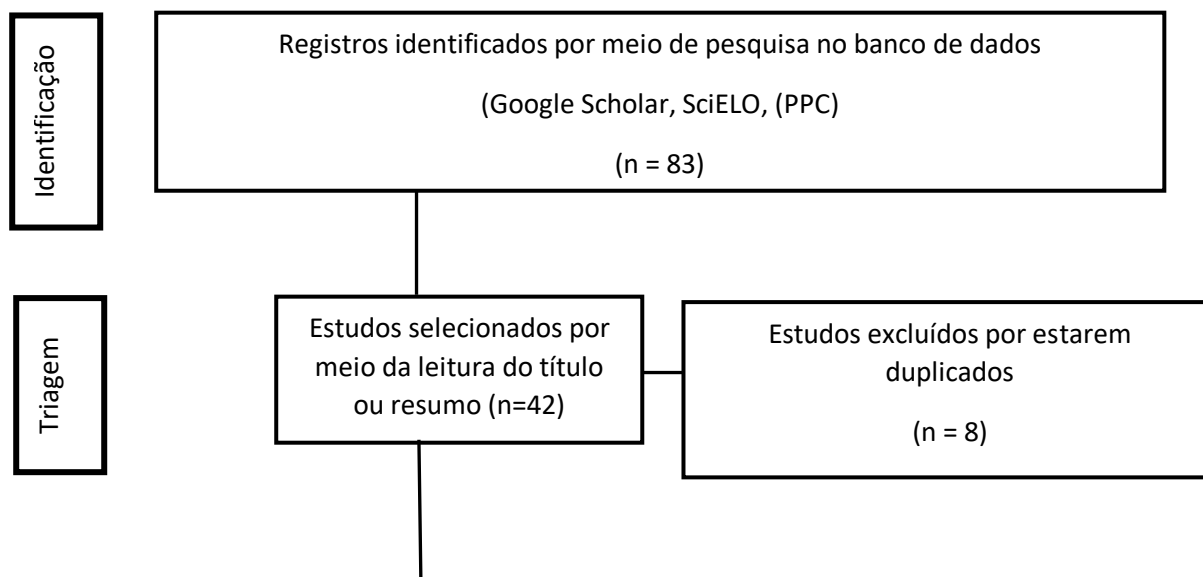 Identificação
Registros identificados por meio de pesquisa no banco de dados
(Google Scholar, SciELO, (PPC)
(n = 83)
Triagem
Estudos selecionados por
meio da leitura do título
ou resumo (n=42)
Estudos excluídos por estarem
duplicados
(n = 8)